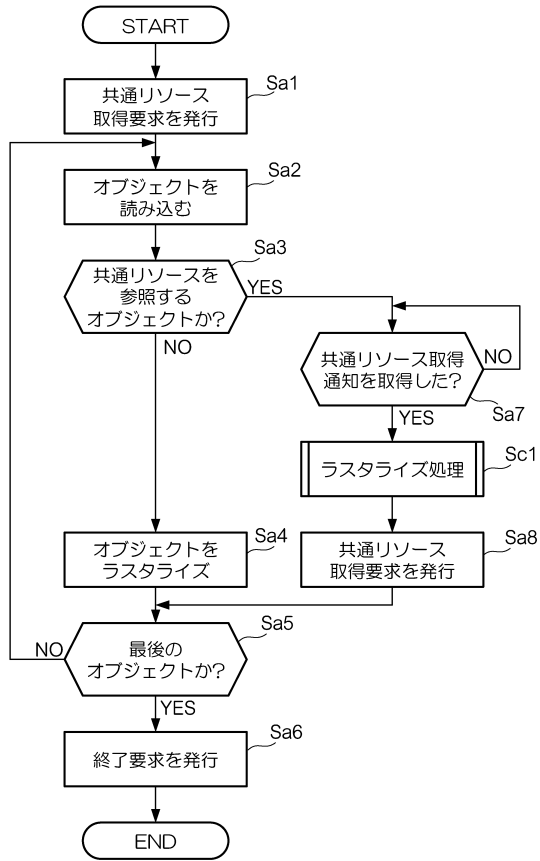 START
Sa1
共通リソース
取得要求を発行
Sa2
オブジェクトを
読み込む
Sa3
共通リソースを
参照する
オブジェクトか?
YES
NO
共通リソース取得
通知を取得した?
NO
Sa7
YES
Sc1
ラスタライズ処理
Sa4
オブジェクトを
ラスタライズ
Sa8
共通リソース
取得要求を発行
Sa5
最後の
オブジェクトか?
NO
YES
Sa6
終了要求を発行
END